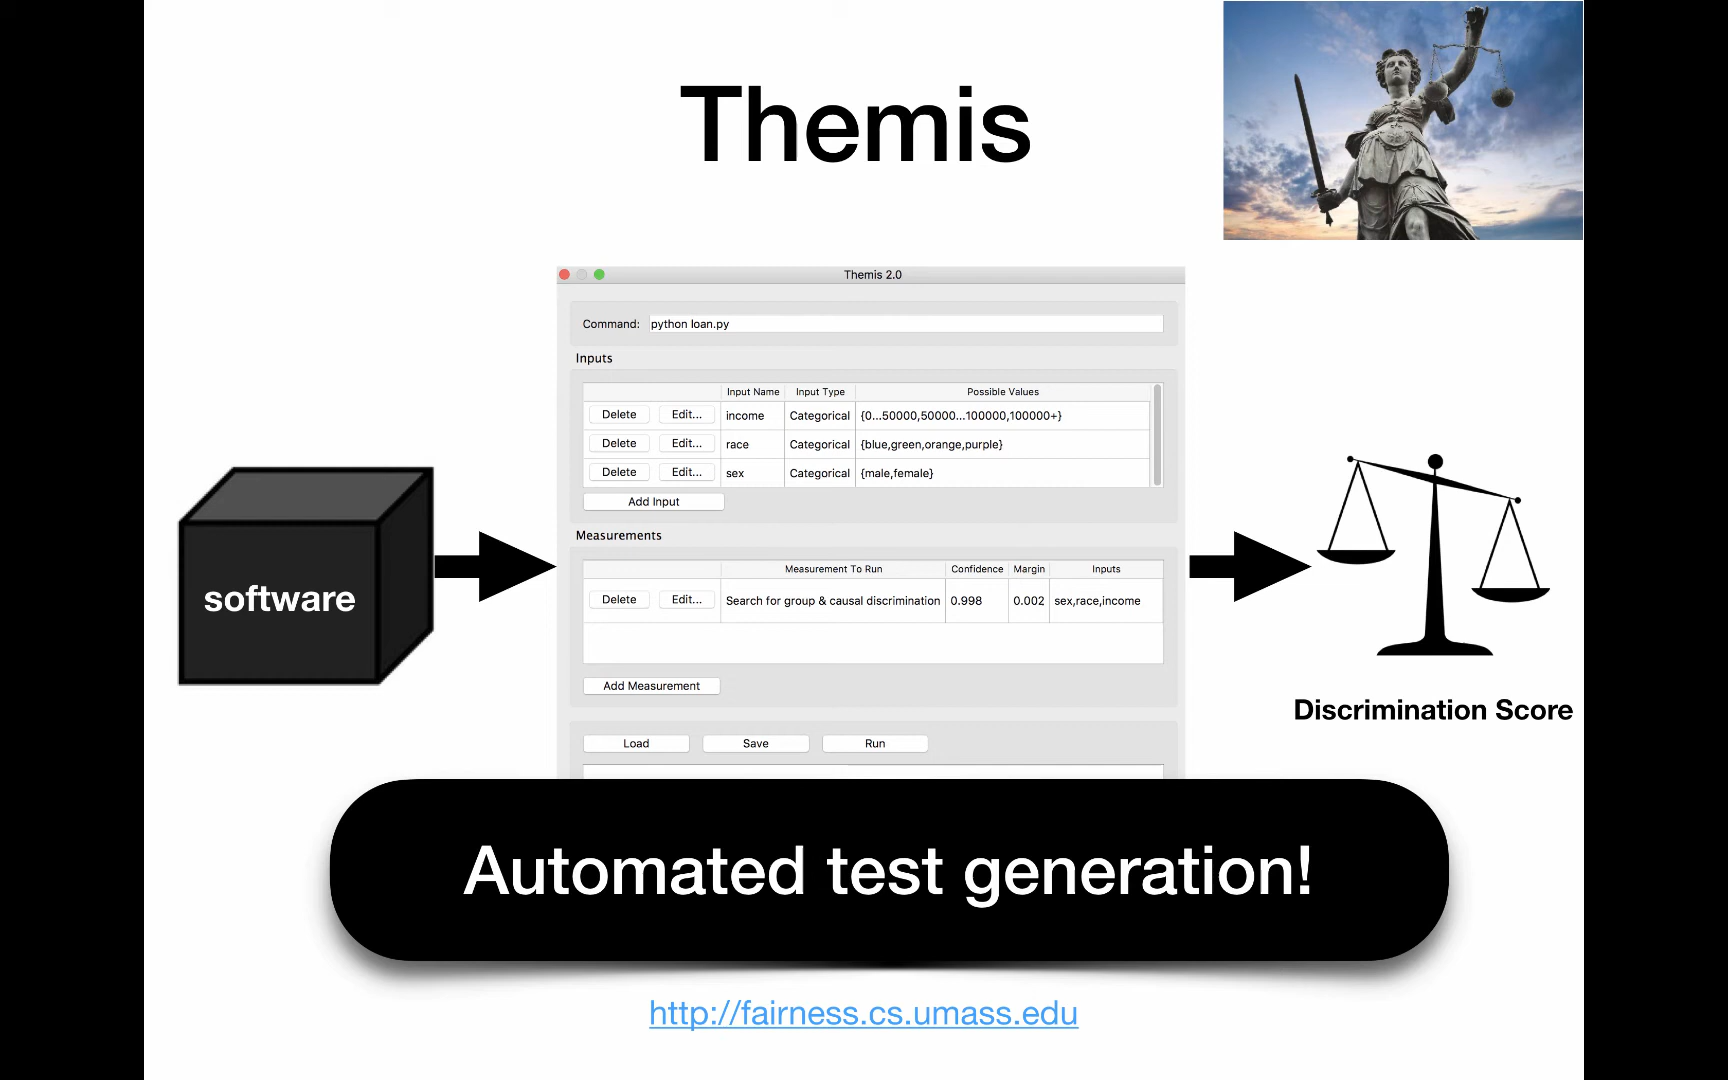 Themis
Themis 2.0
Command: python loan.py
Inputs
Input Name Input Type Possible Values
Delete Edit... income Categorical {0...50000,50000...100000,100000+}
Delete Edit... race Categorical {blue,green,orange,purple}
Delete Edit... sex Categorical {male,female}
Add Input
Measurements
Measurement To Run Confidence Margin Inputs
Delete Edit... Search for group & causal discrimination 0.998 0.002 sex,race,income
Add Measurement
Load Save Run
software
Discrimination Score
Automated test generation!
http://fairness.cs.umass.edu